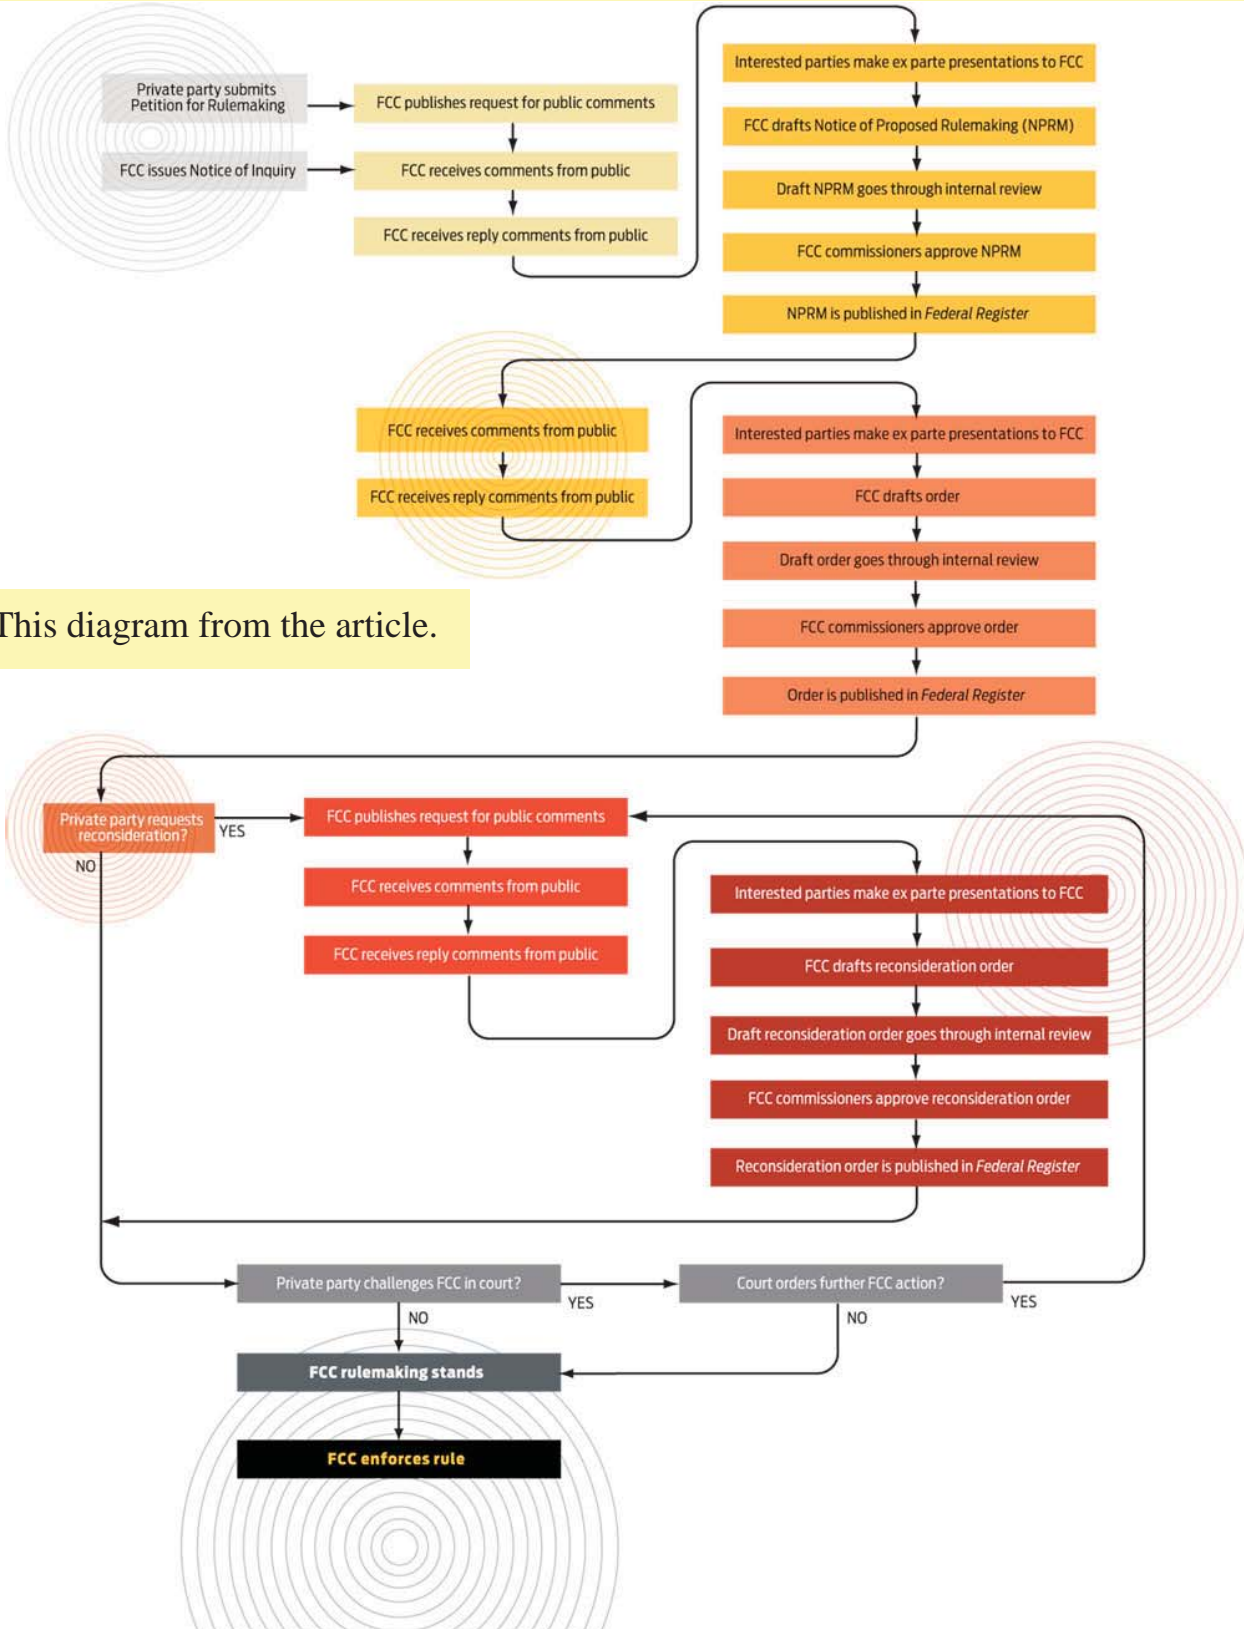 Private party submits
Petition for Rulemaking
FCC issues Notice of Inquiry
FCC publishes request for public comments
FCC receives comments from public
FCC receives reply comments from public
Interested parties make ex parte presentations to FCC
FCC drafts Notice of Proposed Rulemaking (NPRM)
Draft NPRM goes through internal review
FCC commissioners approve NPRM
NPRM is published in Federal Register
FCC receives comments from public
FCC receives reply comments from public
Interested parties make ex parte presentations to FCC
FCC drafts order
Draft order goes through internal review
FCC commissioners approve order
Order is published in Federal Register
This diagram from the article.
Private party requests
reconsideration?
YES
NO
FCC publishes request for public comments
FCC receives comments from public
FCC receives reply comments from public
Interested parties make ex parte presentations to FCC
FCC drafts reconsideration order
Draft reconsideration order goes through internal review
FCC commissioners approve reconsideration order
Reconsideration order is published in Federal Register
Private party challenges FCC in court?
YES
NO
Court orders further FCC action?
YES
NO
FCC rulemaking stands
FCC enforces rule